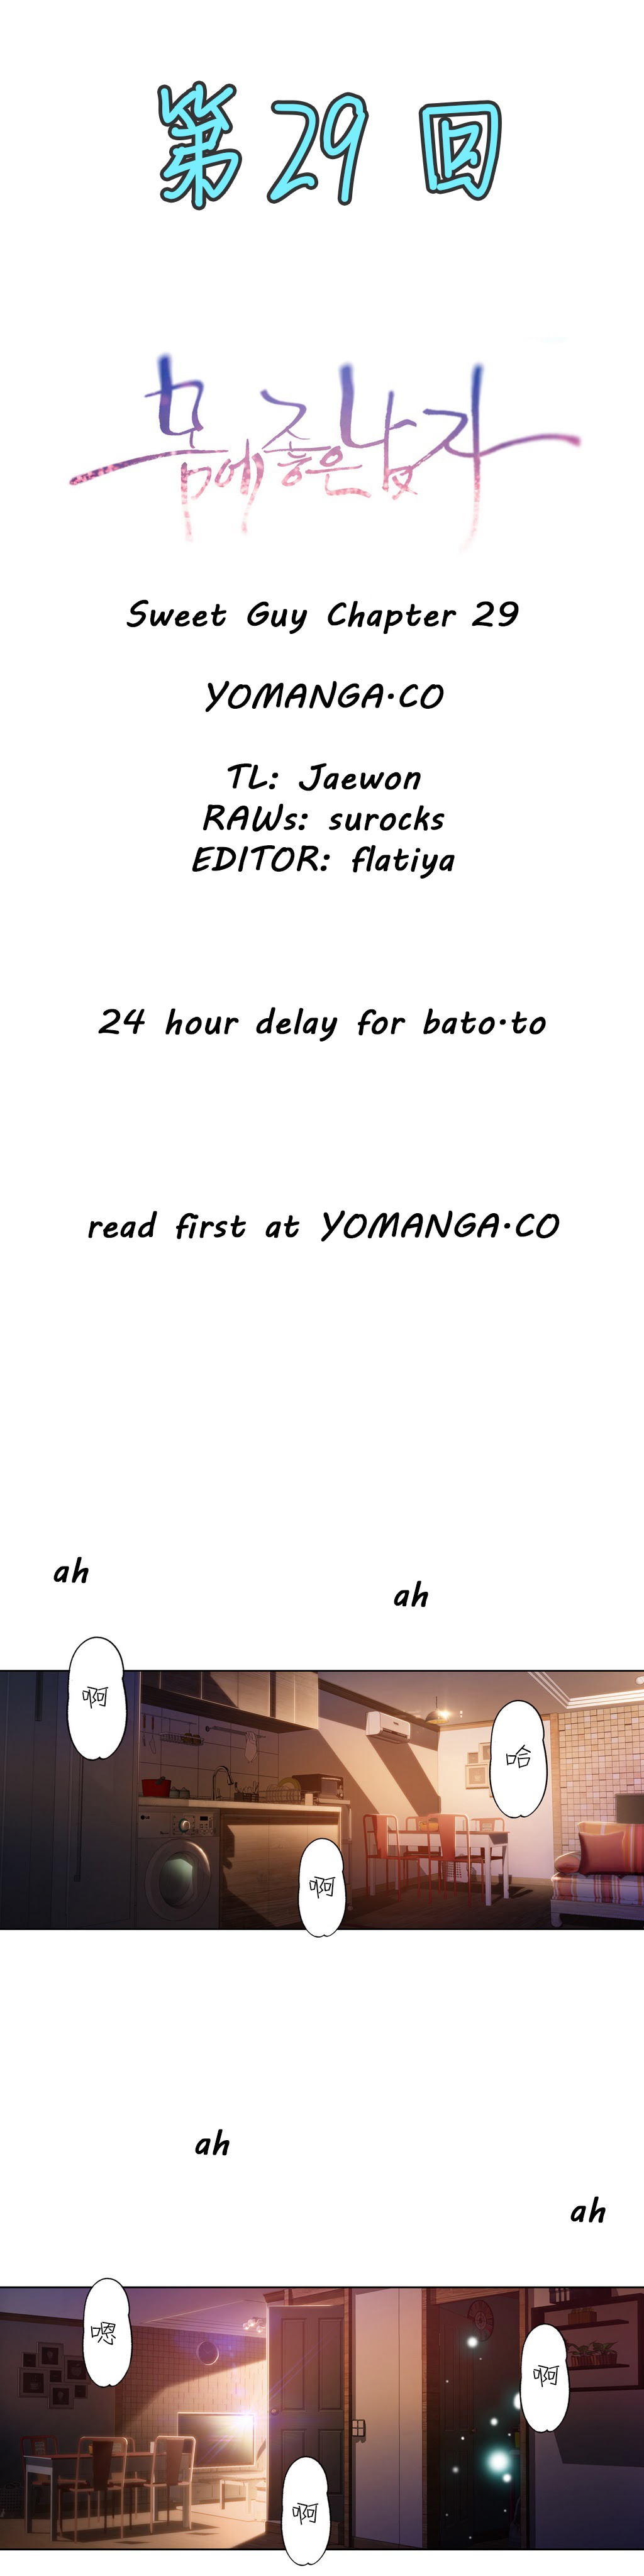 第29回
몸에 좋은 남자
Sweet Guy Chapter 29
YOMANGA.CO
TL: Jaewon
RAWs: surocks
EDITOR: flatiya
24 hour delay for bato.to
read first at YOMANGA.CO
ah
ah
啊
哈
啊
ah
ah
嗯
啊
啊